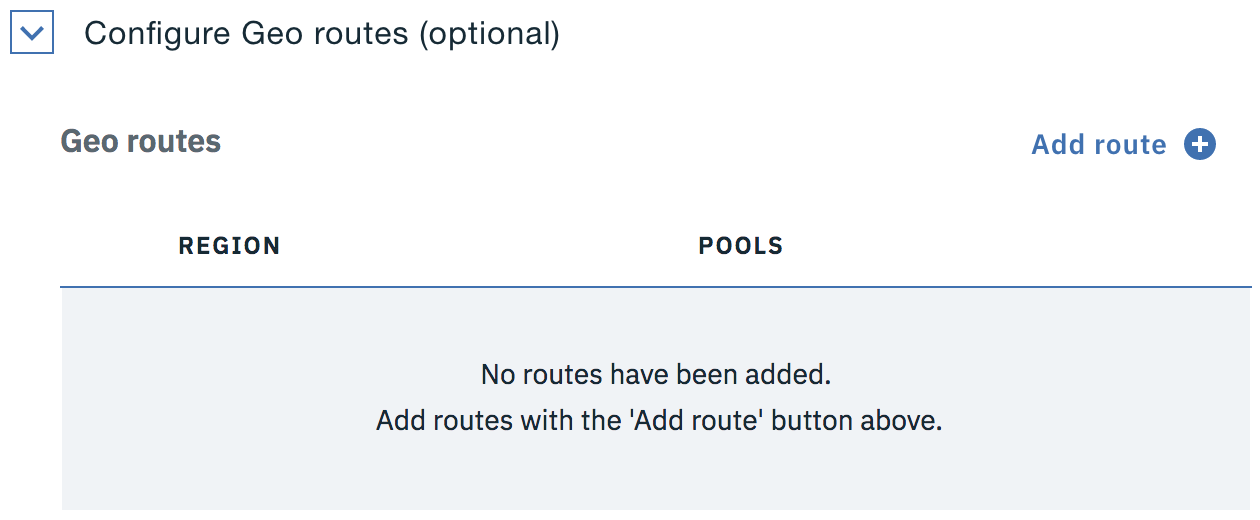 Configure Geo routes (optional)
Geo routes
Add route
REGION POOLS
No routes have been added.
Add routes with the 'Add route' button above.